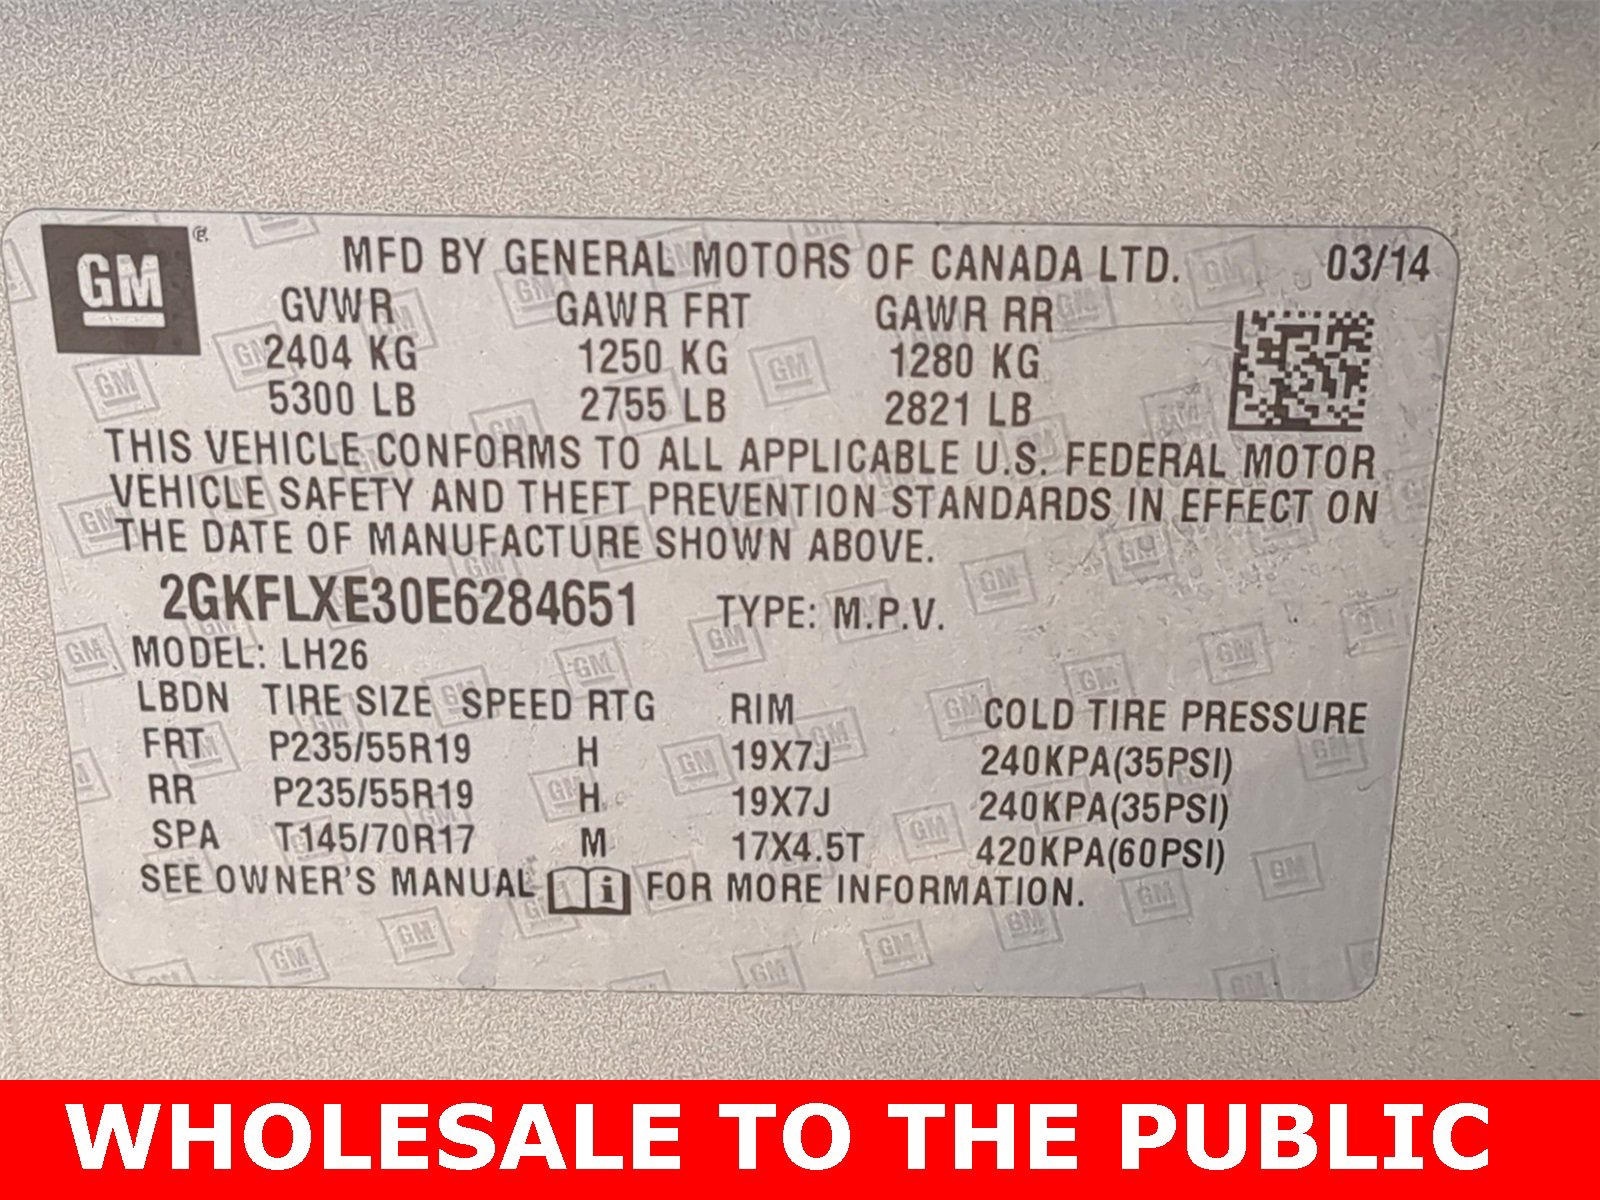 GM
MFD BY GENERAL MOTORS OF CANADA LTD. 03/14
GVWR GAWR FRT GAWR RR
2404 KG 1250 KG 1280 KG
5300 LB 2755 LB 2821 LB
THIS VEHICLE CONFORMS TO ALL APPLICABLE U.S. FEDERAL MOTOR
VEHICLE SAFETY AND THEFT PREVENTION STANDARDS IN EFFECT ON
THE DATE OF MANUFACTURE SHOWN ABOVE.
2GKFLXE30E6284651 TYPE: M.P.V.
MODEL: LH26
LBDN TIRE SIZE SPEED RTG RIM COLD TIRE PRESSURE
FRT P235/55R19 H 19X7J 240KPA(35PSI)
RR P235/55R19 H 19X7J 240KPA(35PSI)
SPA T145/70R17 M 17X4.5T 420KPA(60PSI)
SEE OWNER'S MANUAL i FOR MORE INFORMATION.
WHOLESALE TO THE PUBLIC